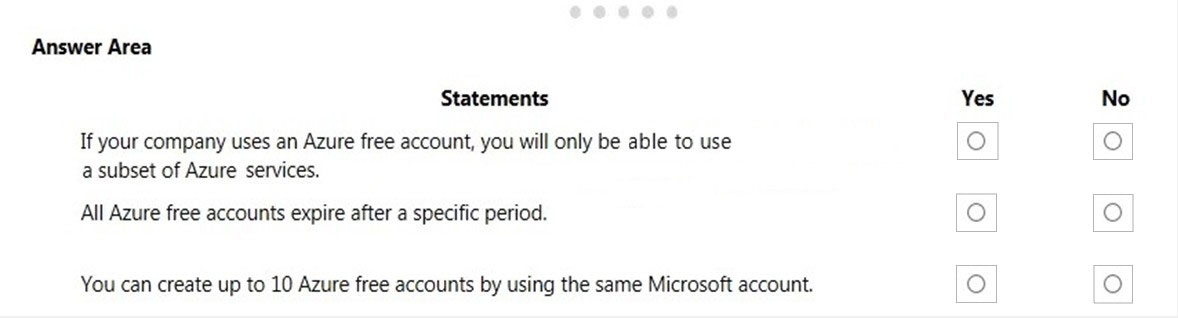 Answer Area
Statements Yes No
If your company uses an Azure free account, you will only be able to use
a subset of Azure services.
All Azure free accounts expire after a specific period.
You can create up to 10 Azure free accounts by using the same Microsoft account.